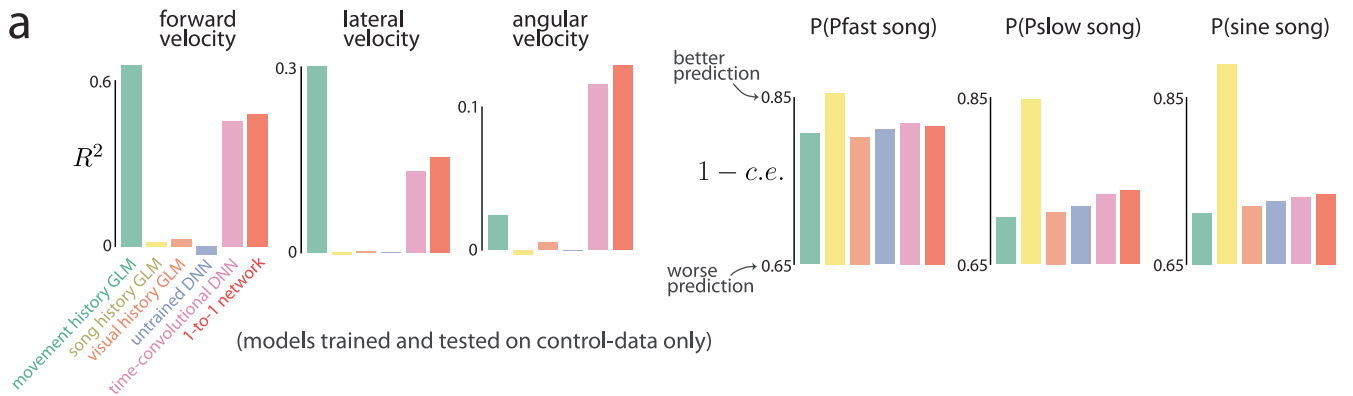 a
forward
velocity
lateral
velocity
angular
velocity
P(Pfast song)
P(Pslow song)
P(sine song)
better
prediction
0.6
0.3
0.1
0.85
0.85
0.85
R²
1 − c.e.
0
0
0
worse
prediction
0.65
0.65
0.65
movement history GLM
song history GLM
visual history GLM
untrained DNN
time-convolutional DNN
1-to-1 network
(models trained and tested on control-data only)